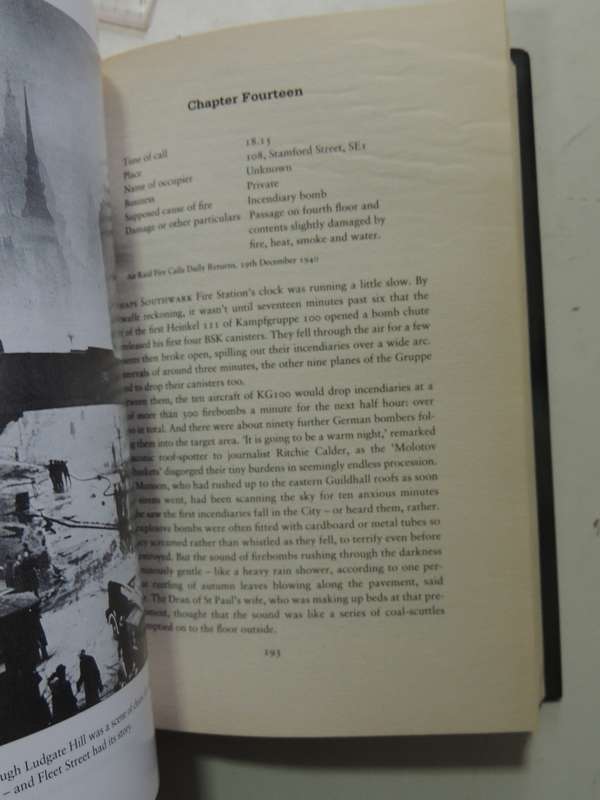 Chapter Fourteen
Time of call 18.15
Place 108, Stamford Street, SE1
Name of occupier Unknown
Business Private
Supposed cause of fire Incendiary bomb
Damage or other particulars Passage on fourth floor and
contents slightly damaged by
fire, heat, smoke and water.
Air Raid Fire Calls Daily Returns, 29th December 1940
Southwark Fire Station's clock was running a little slow. By
reckoning, it wasn't until seventeen minutes past six that the
of the first Heinkel 111 of Kampfgruppe 100 opened a bomb chute
released his first four BSK canisters. They fell through the air for a few
then broke open, spilling out their incendiaries over a wide arc.
of around three minutes, the other nine planes of the Gruppe
to drop their canisters too.
them, the ten aircraft of KG100 would drop incendiaries at a
of more than 300 firebombs a minute for the next half hour: over
in total. And there were about ninety further German bombers fol-
them into the target area. 'It is going to be a warm night,' remarked
roof-spotter to journalist Ritchie Calder, as the 'Molotov
disgorged their tiny burdens in seemingly endless procession.
who had rushed up to the eastern Guildhall roofs as soon
sirens went, had been scanning the sky for ten anxious minutes
saw the first incendiaries fall in the City – or heard them, rather.
explosive bombs were often fitted with cardboard or metal tubes so
screamed rather than whistled as they fell, to terrify even before
But the sound of firebombs rushing through the darkness
gentle – like a heavy rain shower, according to one per-
rustling of autumn leaves blowing along the pavement, said
The Dean of St Paul's wife, who was making up beds at that pre-
thought that the sound was like a series of coal-scuttles
on to the floor outside.
193
Ludgate Hill was a scene of
– and Fleet Street had its story.